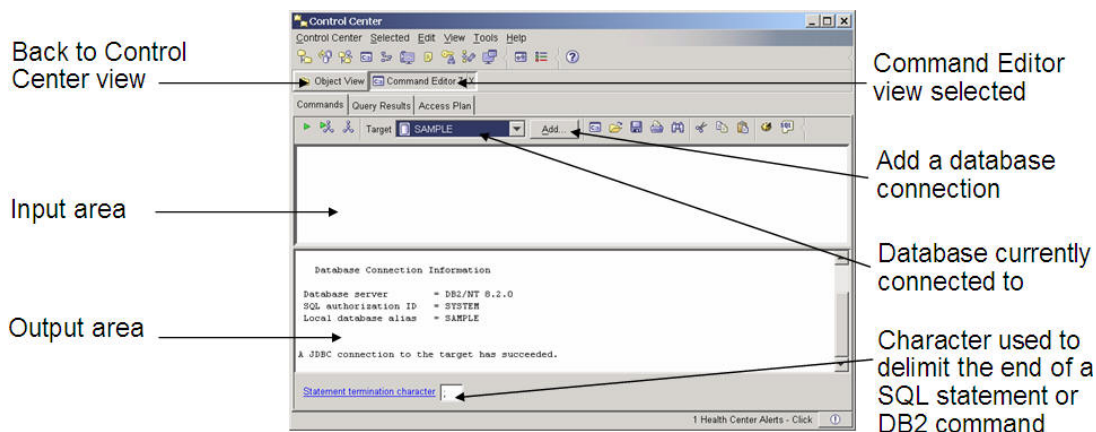 Control Center
Control Center Selected Edit View Tools Help
Back to Control
Center view
Object View
Command Editor
Command Editor
view selected
Commands Query Results Access Plan
Target SAMPLE Add...
Add a database
connection
Input area
Database currently
connected to
Database Connection Information
Database server = DB2/NT 8.2.0
SQL authorization ID = SYSTEM
Local database alias = SAMPLE
Output area
A JDBC connection to the target has succeeded.
Character used to
delimit the end of a
SQL statement or
DB2 command
Statement termination character ;
1 Health Center Alerts - Click